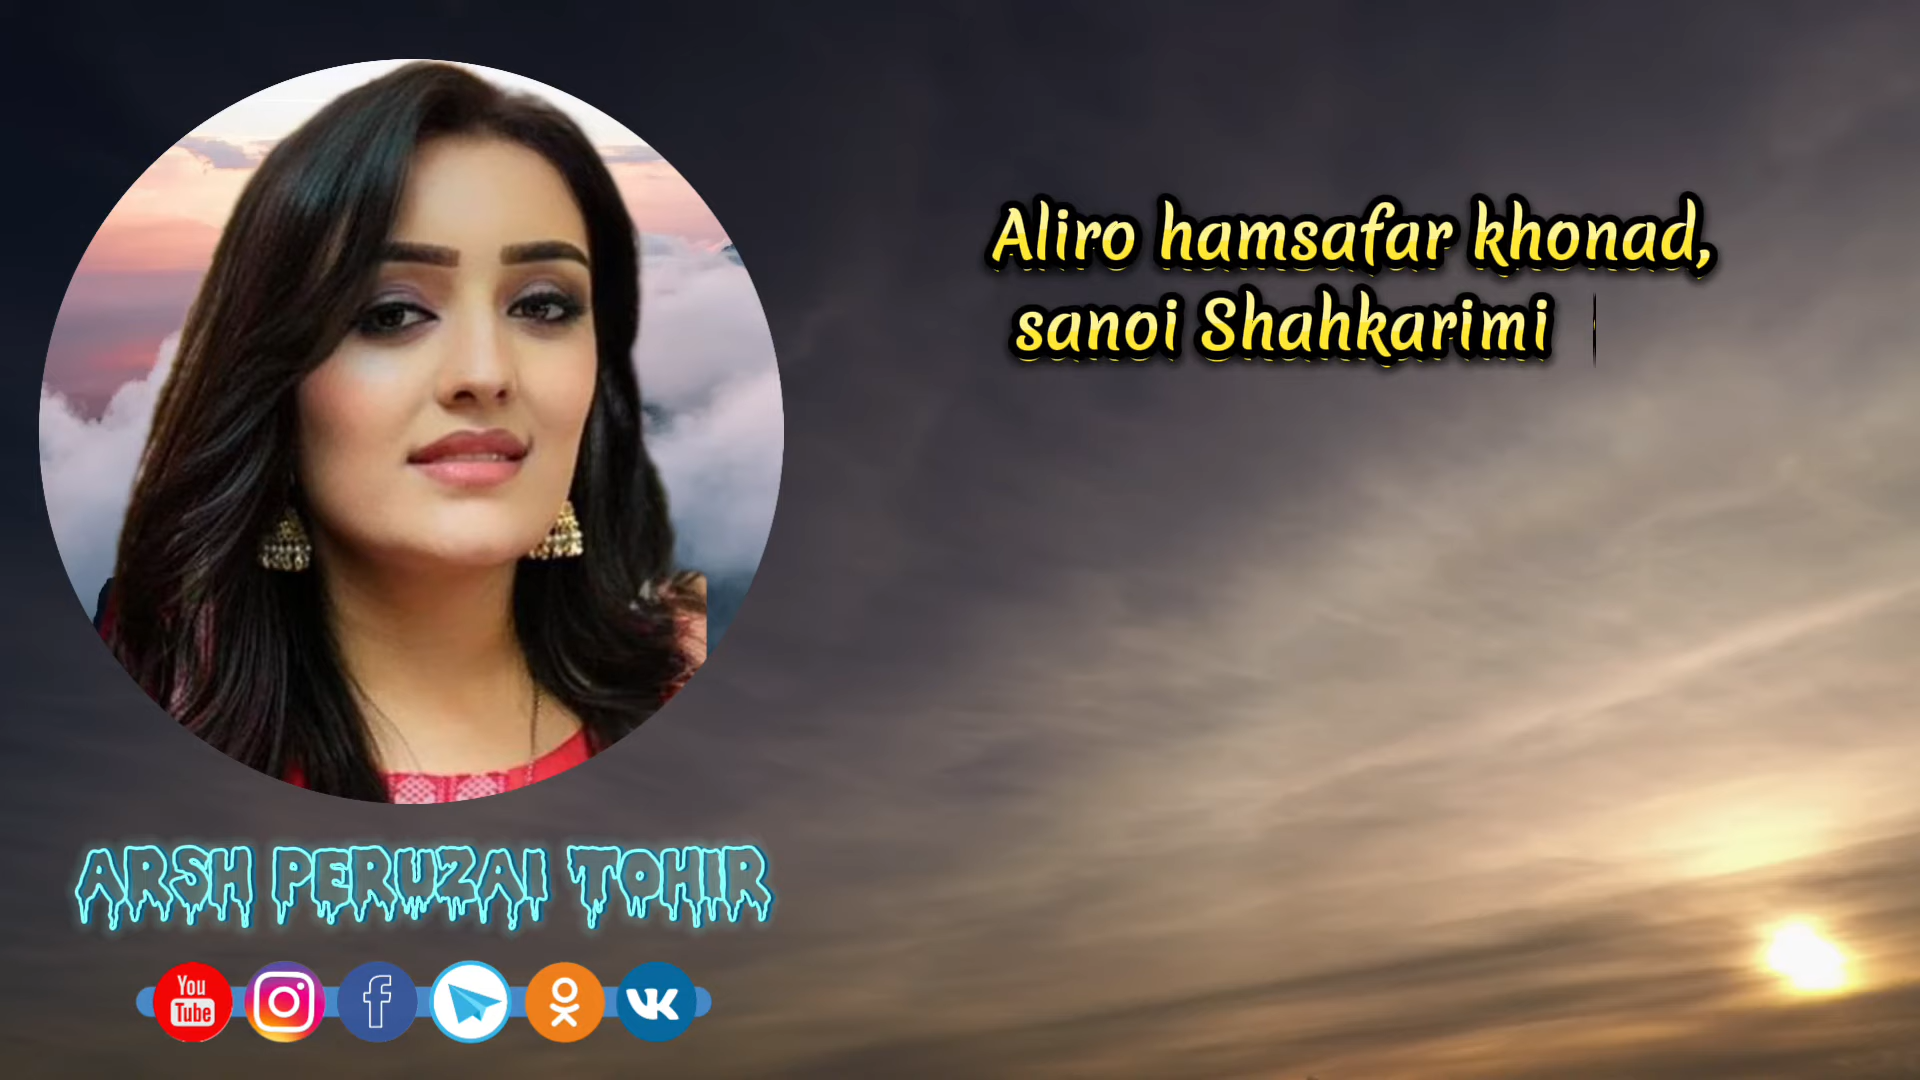 Aliro hamsafar khonad,
sanoi Shahkarimi
ARSH PERUZAI TOHIR
You
Tube